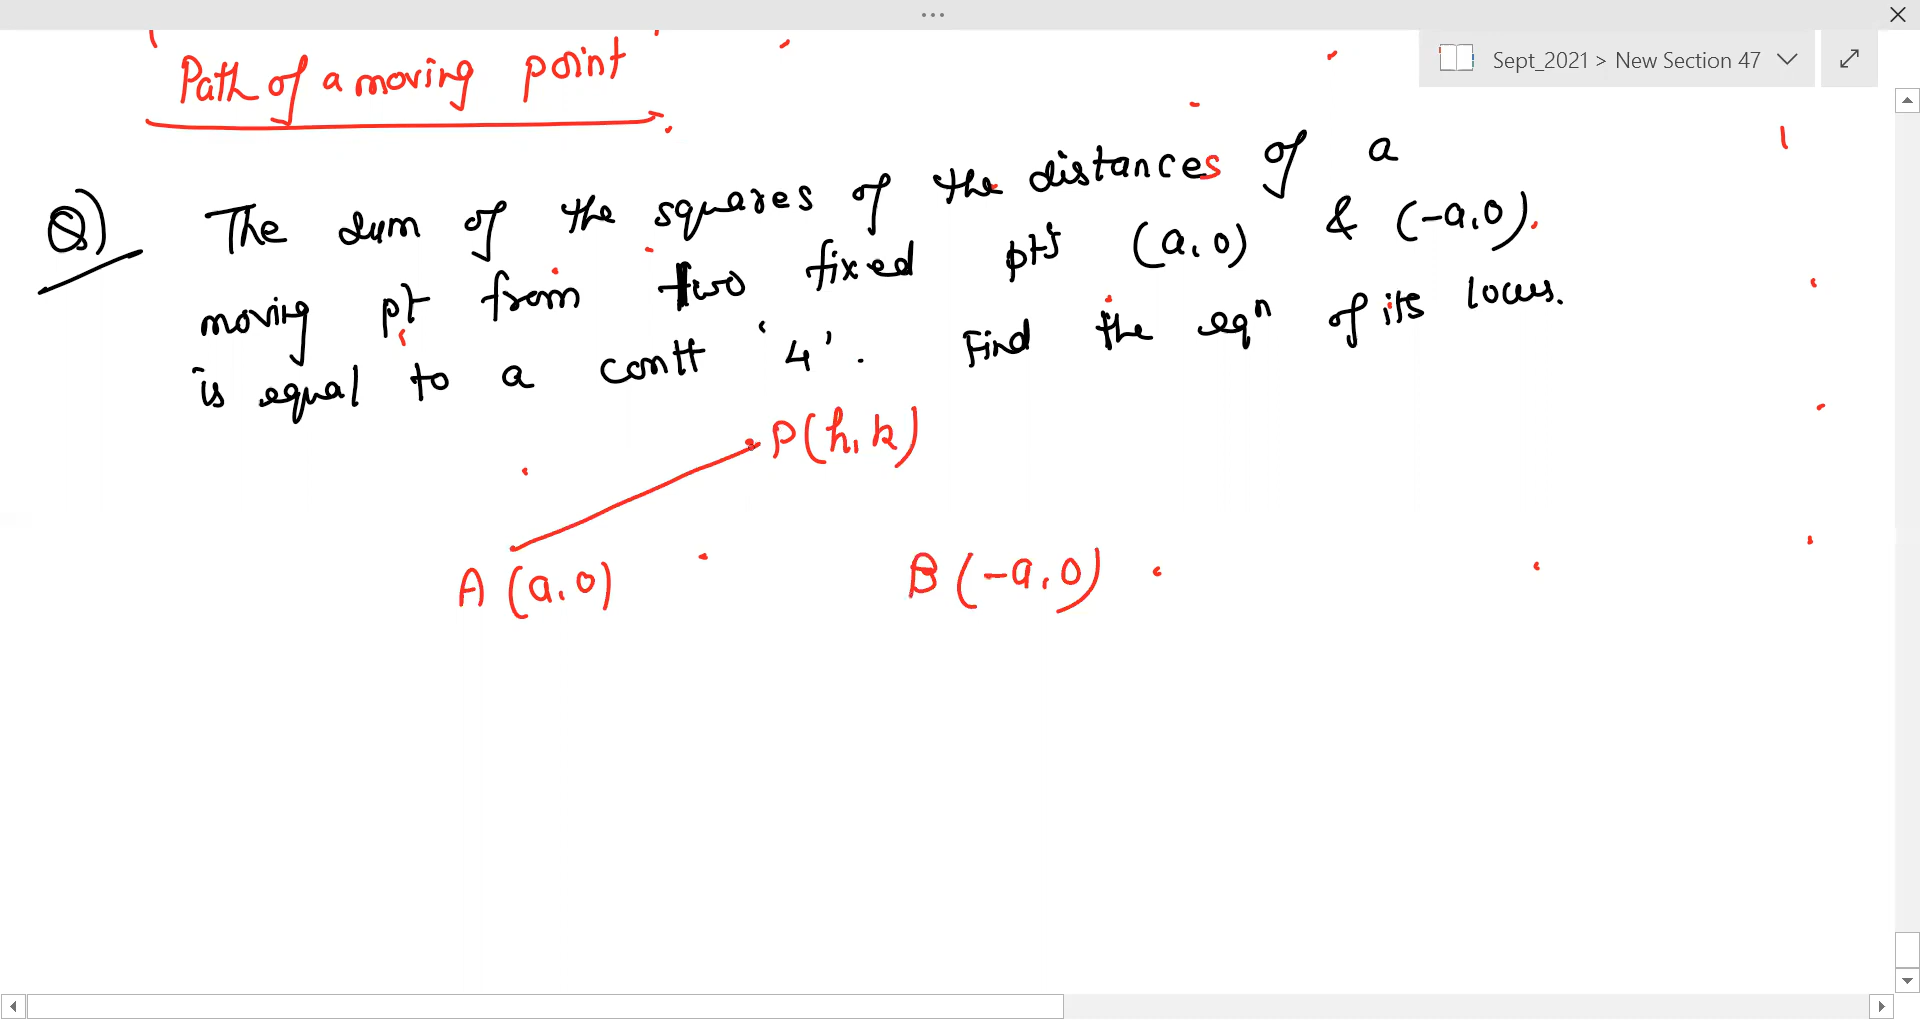 Sept_2021 > New Section 47
Path of a moving point
Q) The sum of the squares of the distances of a
moving pt from two fixed pts (a,0) & (-a,0).
is equal to a contt '4'. Find the eqⁿ of its locus.
P(h,k)
A (a,0) B (-a,0)